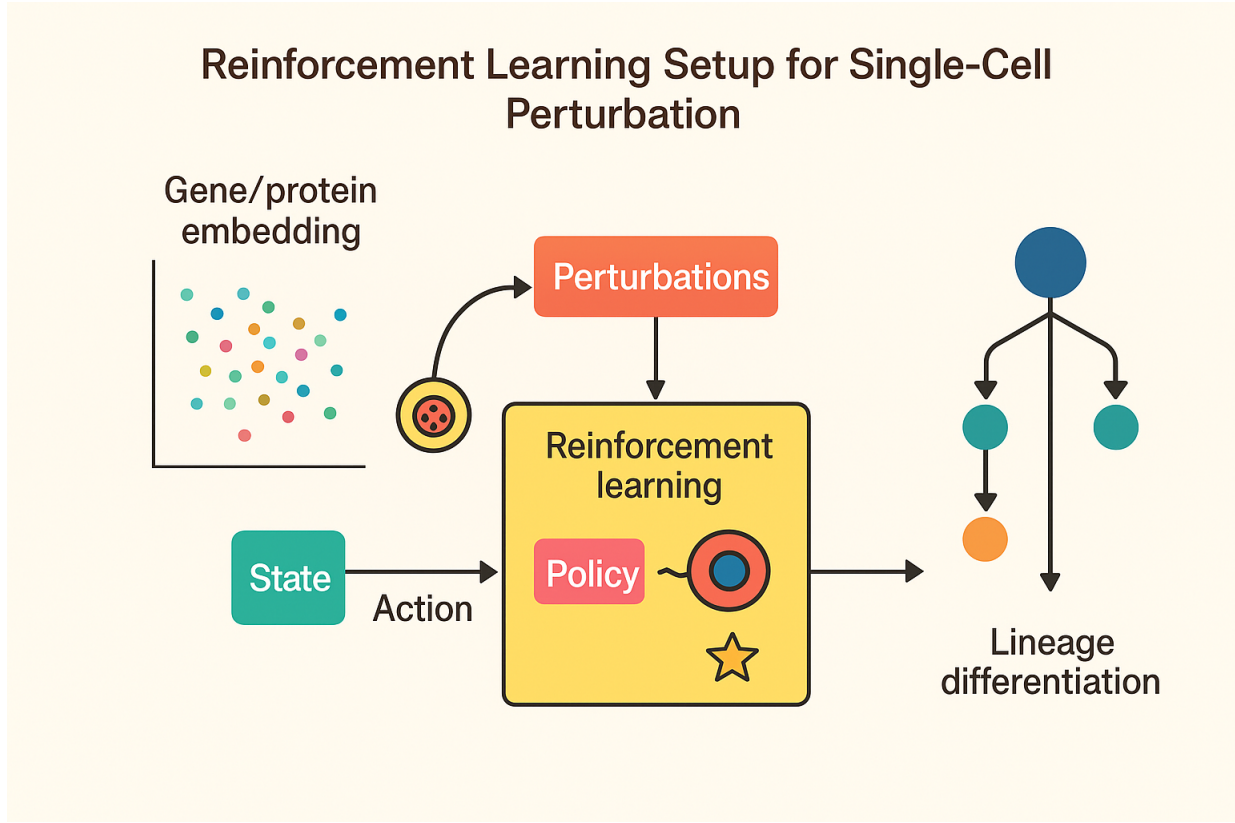 Reinforcement Learning Setup for Single-Cell
Perturbation
Gene/protein
embedding
Perturbations
Reinforcement
learning
Policy
State
Action
Lineage
differentiation